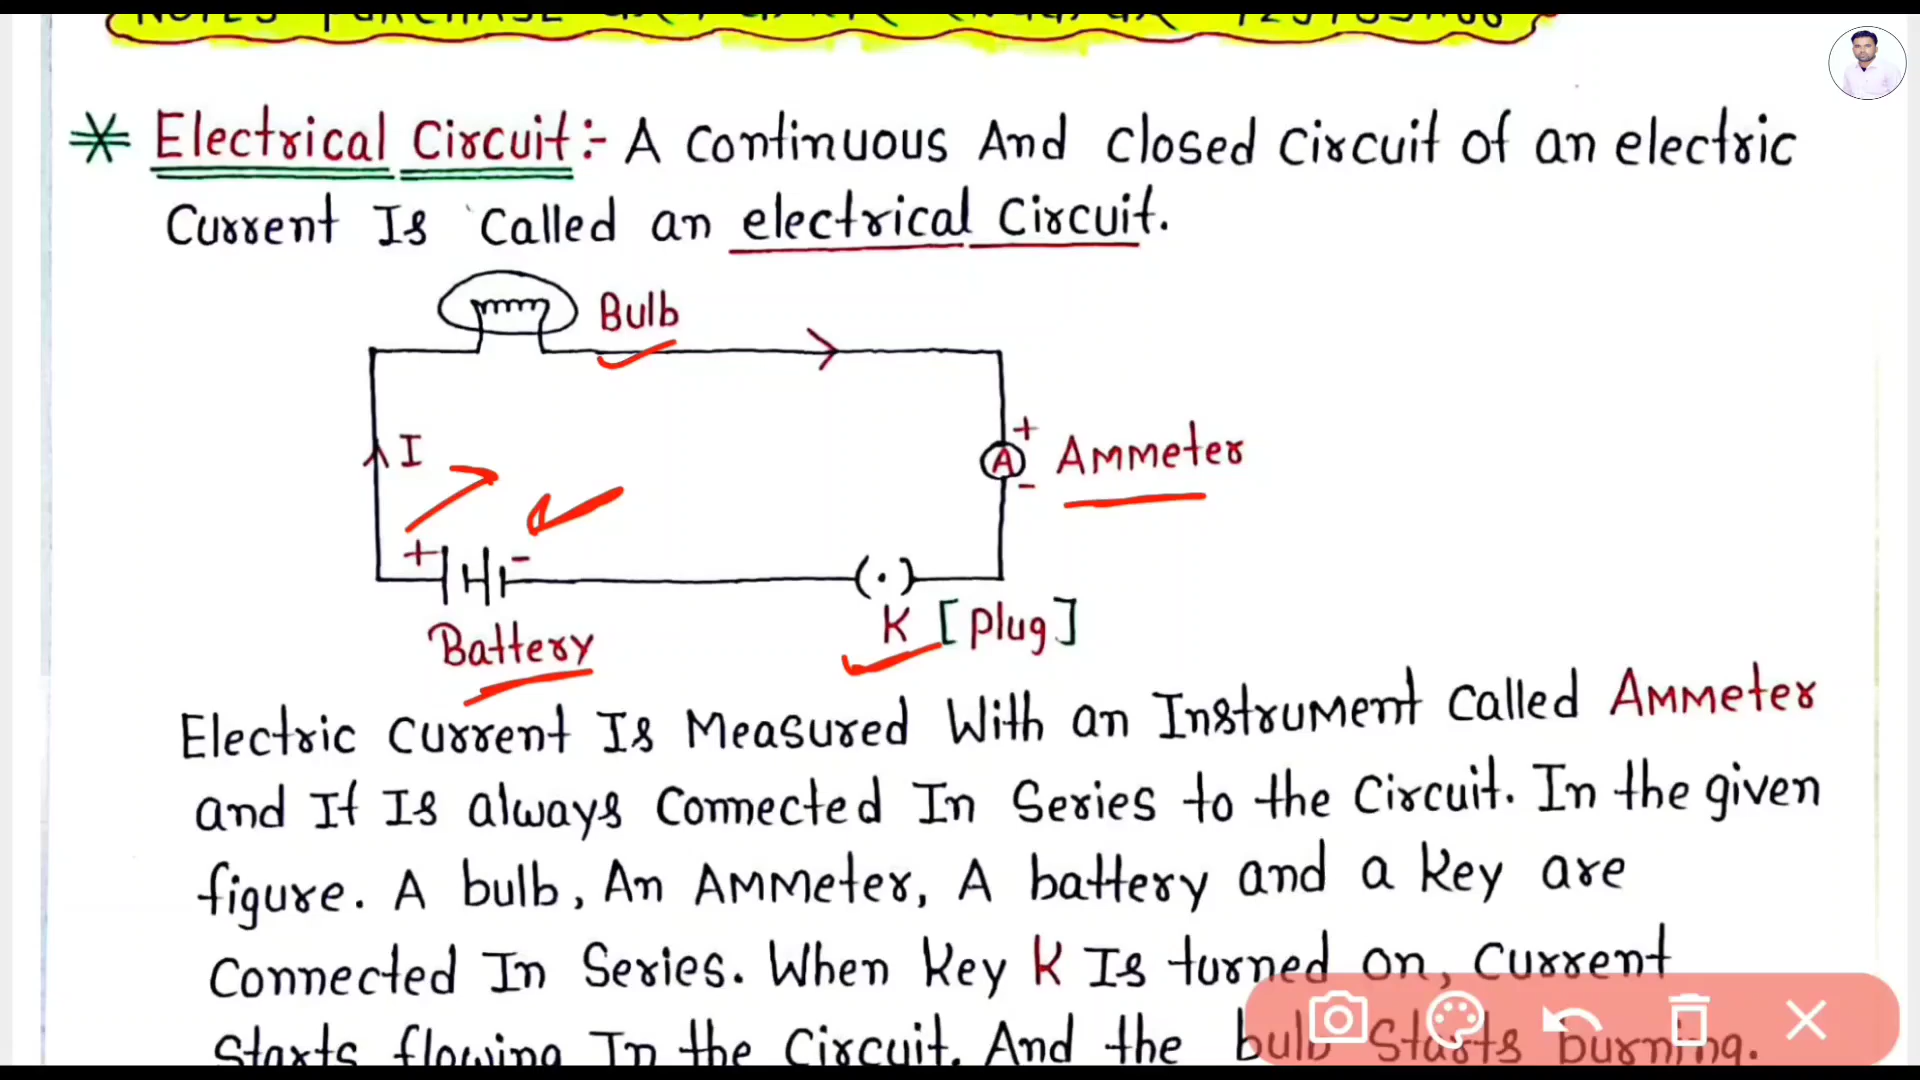 NOTES PURCHASE
* Electrical Circuit:- A continuous And closed circuit of an electric
Current Is Called an electrical Circuit.
Bulb
I
+
A Ammeter
-
+ -
K [Plug]
Battery
Electric current Is Measured With an Instrument called Ammeter
and It Is always Connected In Series to the Circuit. In the given
figure. A bulb, An Ammeter, A battery and a key are
Connected In Series. When key K Is turned on, current
Starts flowing In the Circuit. And the bulb Starts burning.